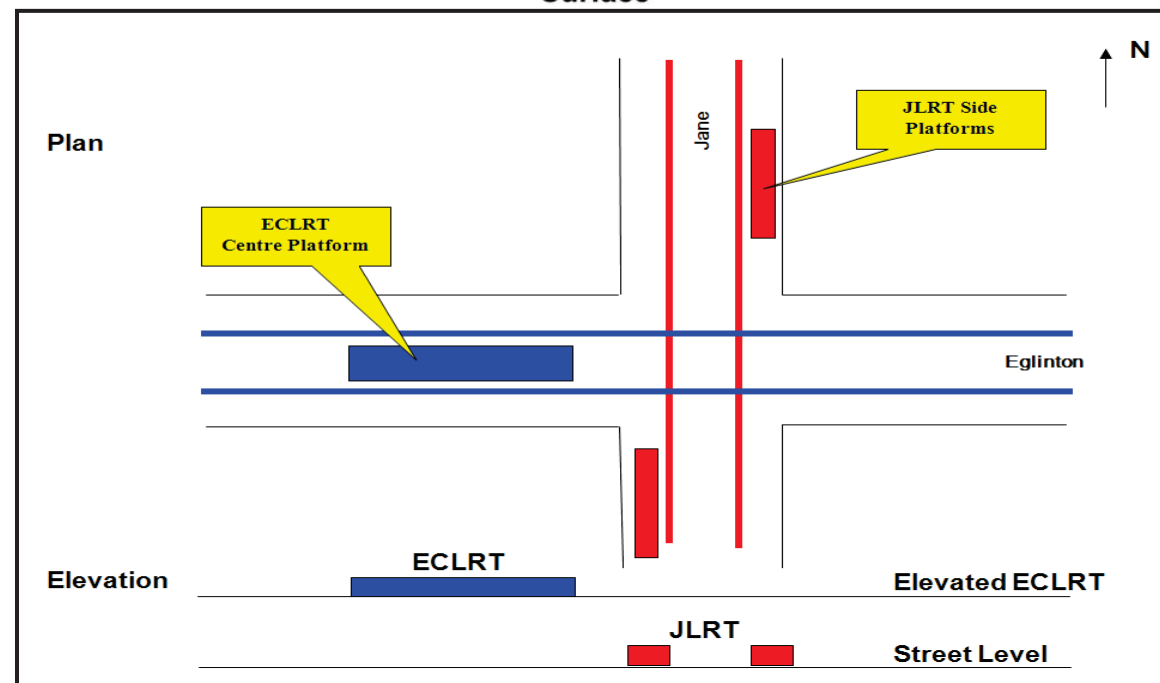 N
JLRT Side
Platforms
Jane
Plan
ECLRT
Centre Platform
Eglinton
ECLRT
Elevation
Elevated ECLRT
JLRT
Street Level